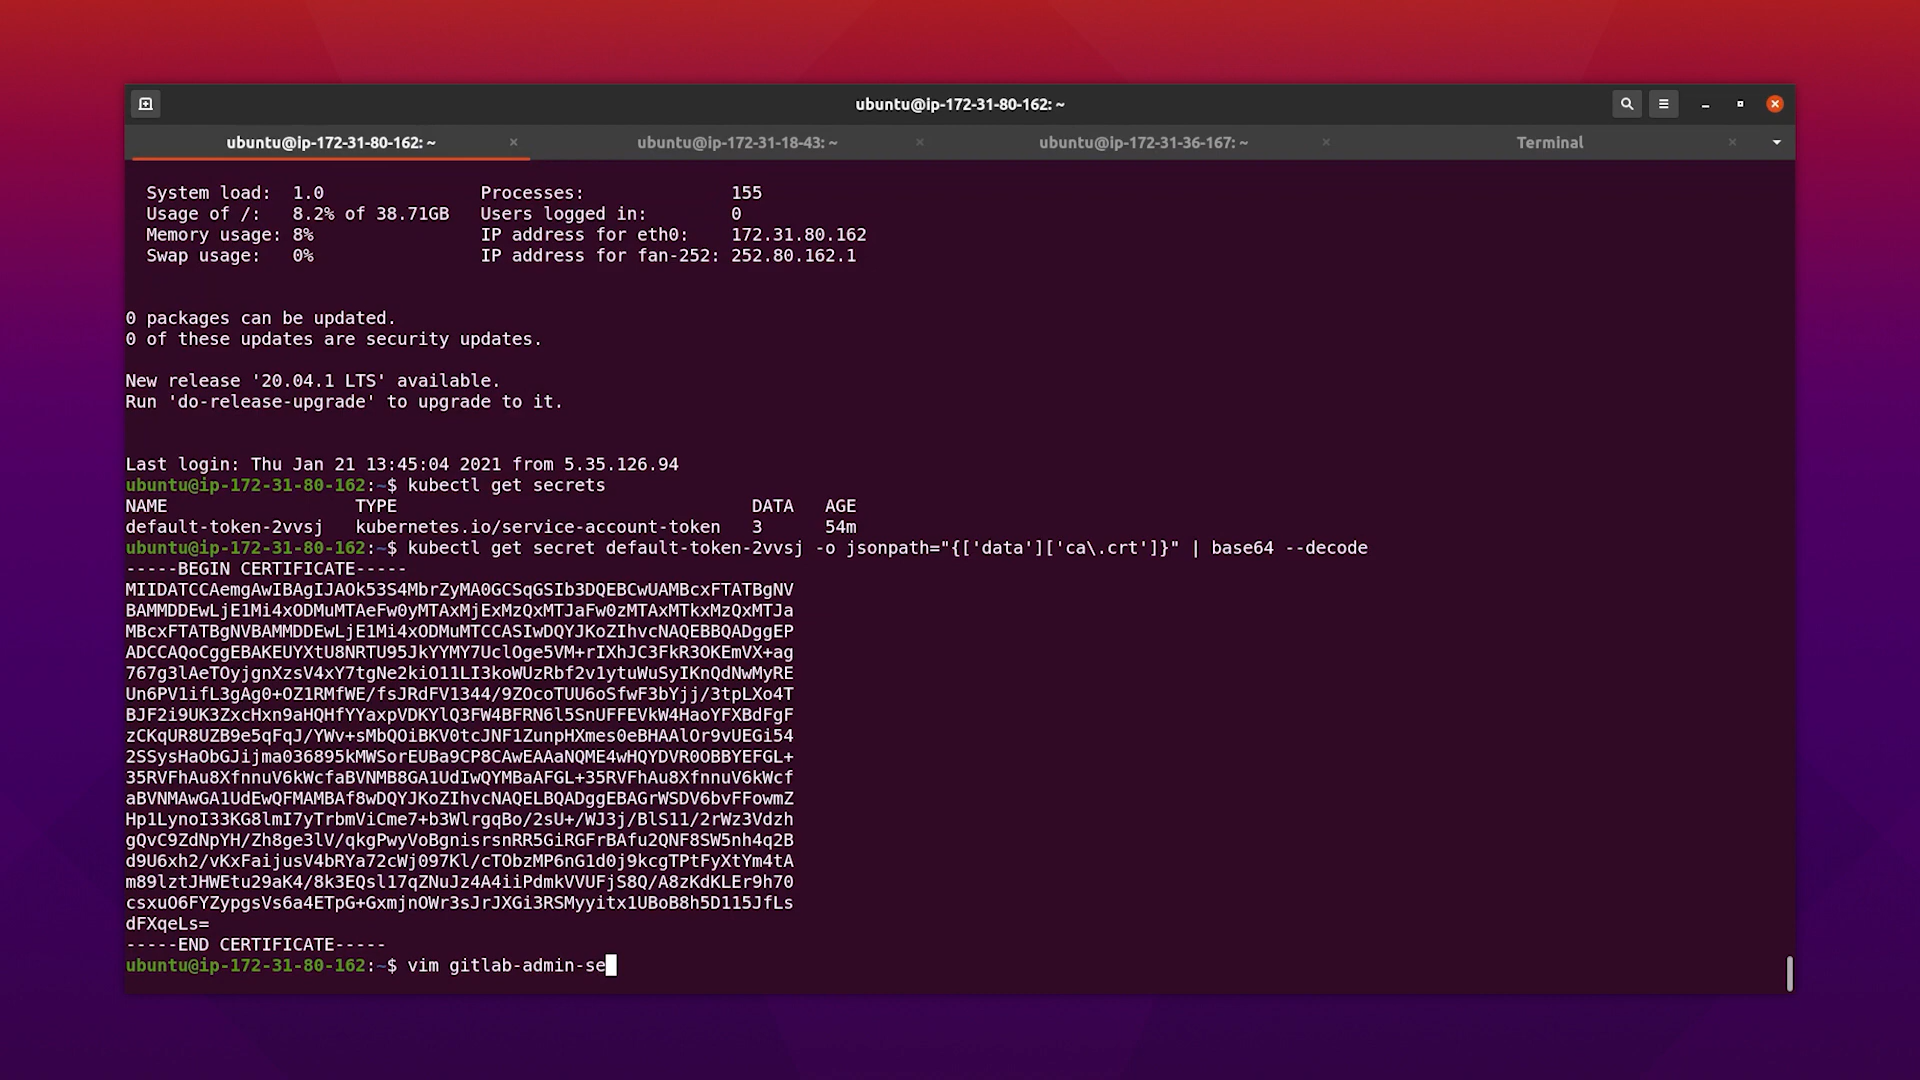 ubuntu@ip-172-31-80-162: ~
ubuntu@ip-172-31-80-162: ~ ubuntu@ip-172-31-18-43: ~ ubuntu@ip-172-31-36-167: ~ Terminal
System load: 1.0 Processes: 155
Usage of /: 8.2% of 38.71GB Users logged in: 0
Memory usage: 8% IP address for eth0: 172.31.80.162
Swap usage: 0% IP address for fan-252: 252.80.162.1
0 packages can be updated.
0 of these updates are security updates.
New release '20.04.1 LTS' available.
Run 'do-release-upgrade' to upgrade to it.
Last login: Thu Jan 21 13:45:04 2021 from 5.35.126.94
ubuntu@ip-172-31-80-162:~$ kubectl get secrets
NAME TYPE DATA AGE
default-token-2vvsj kubernetes.io/service-account-token 3 54m
ubuntu@ip-172-31-80-162:~$ kubectl get secret default-token-2vvsj -o jsonpath="{['data']['ca\.crt']}" | base64 --decode
-----BEGIN CERTIFICATE-----
MIIDATCCAemgAwIBAgIJAOk53S4MbrZyMA0GCSqGSIb3DQEBCwUAMBcxFTATBgNV
BAMMDDEwLjE1Mi4xODMuMTAeFw0yMTAxMjExMzQxMTJaFw0zMTAxMTkxMzQxMTJa
MBcxFTATBgNVBAMMDDEwLjE1Mi4xODMuMTCCASIwDQYJKoZIhvcNAQEBBQADggEP
ADCCAQoCggEBAKEUYXtU8NRTU95JkYYMY7UclOge5VM+rIXhJC3FkR3OKEmVX+ag
767g3lAeTOyjgnXzsV4xY7tgNe2kiO11LI3koWUzRbf2v1ytuWuSyIKnQdNwMyRE
Un6PV1ifL3gAg0+OZ1RMfWE/fsJRdFV1344/9ZOcoTUU6oSfwF3bYjj/3tpLXo4T
BJF2i9UK3ZxcHxn9aHQHfYYaxpVDKYlQ3FW4BFRN6l5SnUFFEVkW4HaoYFXBdFgF
zCKqUR8UZB9e5qFqJ/YWv+sMbQOiBKV0tcJNF1ZunpHXmes0eBHAAlOr9vUEGi54
2SSysHaObGJijma036895kMWSorEUBa9CP8CAwEAAaNQME4wHQYDVR0OBBYEFGL+
35RVFhAu8XfnnuV6kWcfaBVNMB8GA1UdIwQYMBaAFGL+35RVFhAu8XfnnuV6kWcf
aBVNMAwGA1UdEwQFMAMBAf8wDQYJKoZIhvcNAQELBQADggEBAGrWSDV6bvFFowmZ
Hp1LynoI33KG8lmI7yTrbmViCme7+b3WlrgqBo/2sU+/WJ3j/BlS11/2rWz3Vdzh
gQvC9ZdNpYH/Zh8ge3lV/qkgPwyVoBgnisrsnRR5GiRGFrBAfu2QNF8SW5nh4q2B
d9U6xh2/vKxFaijusV4bRYa72cWj097Kl/cTObzMP6nG1d0j9kcgTPtFyXtYm4tA
m89lztJHWEtu29aK4/8k3EQsl17qZNuJz4A4iiPdmkVVUFjS8Q/A8zKdKLEr9h70
csxuO6FYZypgsVs6a4ETpG+GxmjnOWr3sJrJXGi3RSMyyitx1UBoB8h5D115JfLs
dFXqeLs=
-----END CERTIFICATE-----
ubuntu@ip-172-31-80-162:~$ vim gitlab-admin-se